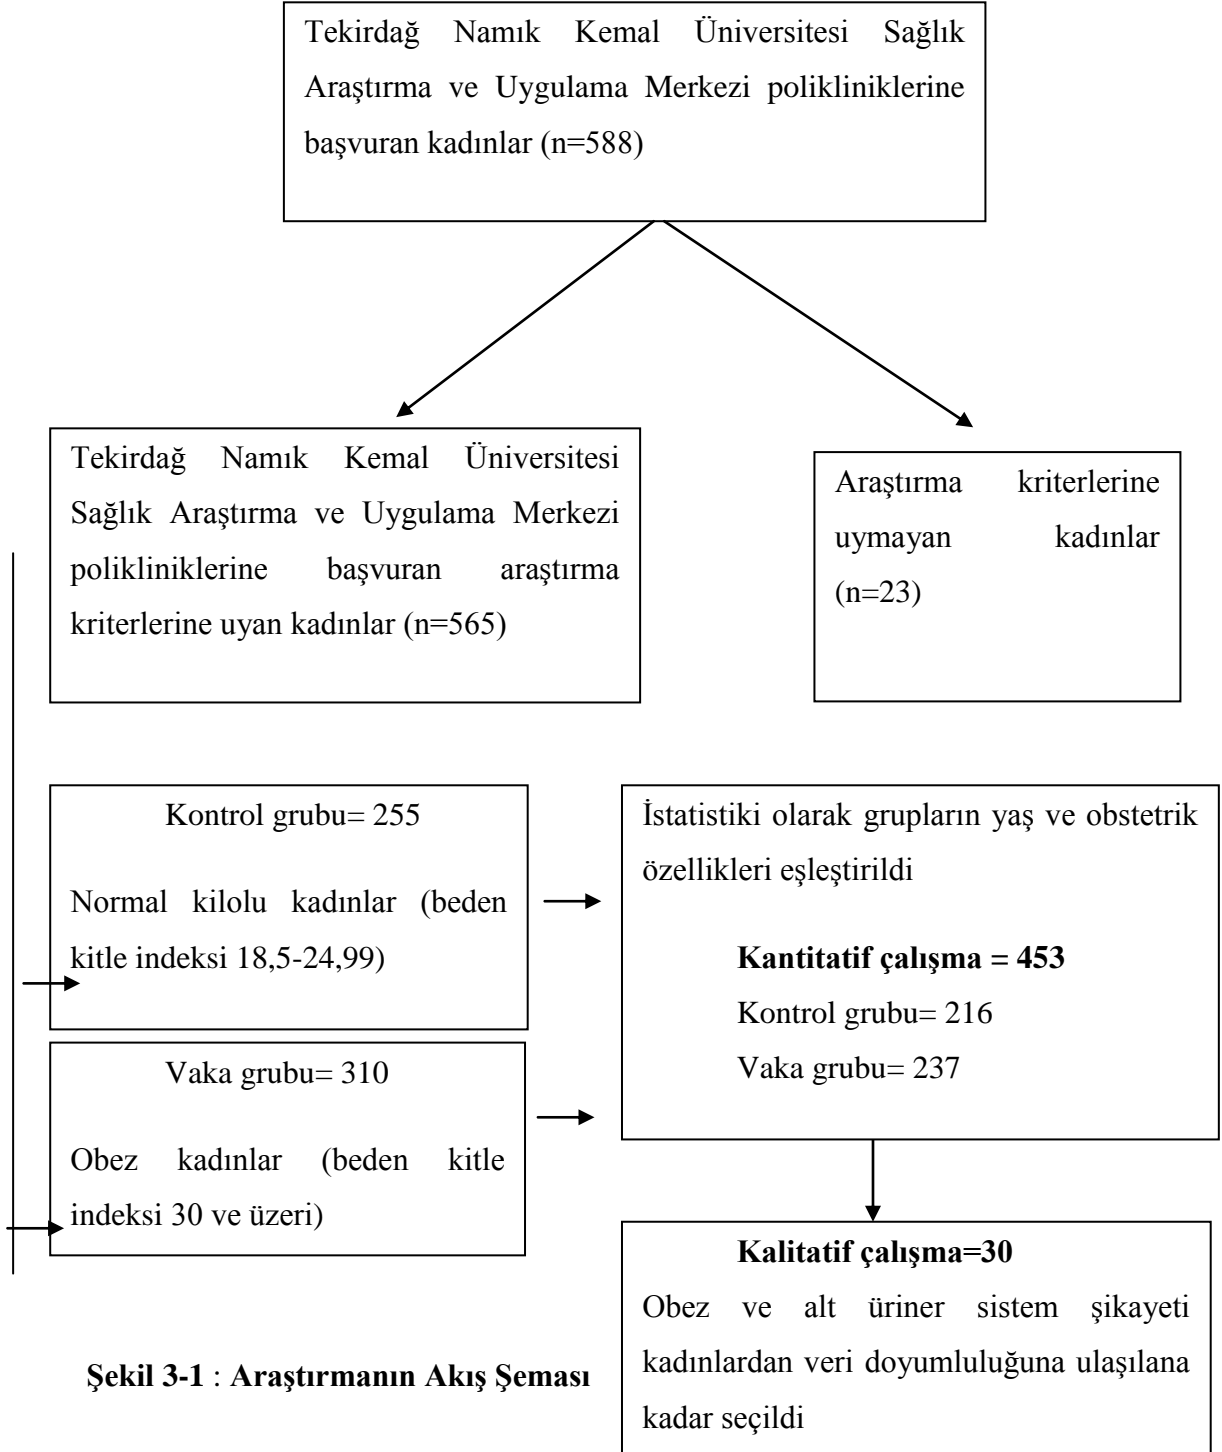 Tekirdağ Namık Kemal Üniversitesi Sağlık
Araştırma ve Uygulama Merkezi polikliniklerine
başvuran kadınlar (n=588)
Tekirdağ Namık Kemal Üniversitesi
Sağlık Araştırma ve Uygulama Merkezi
polikliniklerine başvuran araştırma
kriterlerine uyan kadınlar (n=565)
Araştırma kriterlerine
uymayan kadınlar
(n=23)
Kontrol grubu= 255
Normal kilolu kadınlar (beden
kitle indeksi 18,5-24,99)
Vaka grubu= 310
Obez kadınlar (beden kitle
indeksi 30 ve üzeri)
İstatistiki olarak grupların yaş ve obstetrik
özellikleri eşleştirildi
Kantitatif çalışma = 453
Kontrol grubu= 216
Vaka grubu= 237
Kalitatif çalışma=30
Obez ve alt üriner sistem şikayeti
kadınlardan veri doyumluluğuna ulaşılana
kadar seçildi
Şekil 3-1 : Araştırmanın Akış Şeması